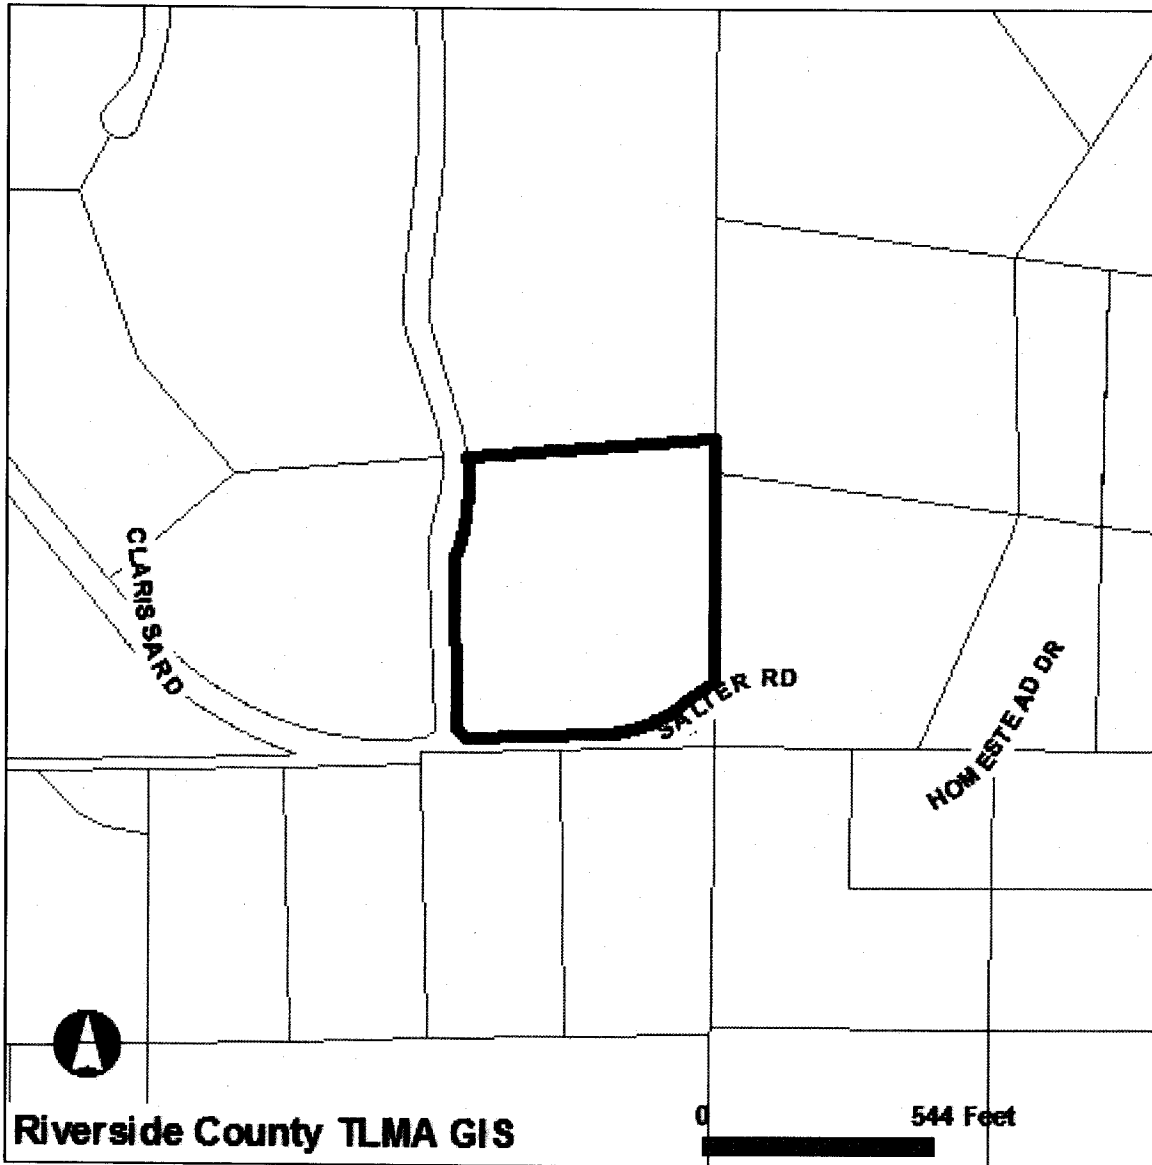 CLARISSA RD
SALTER RD
HOMESTEAD DR
Riverside County TLMA GIS
0
544 Feet